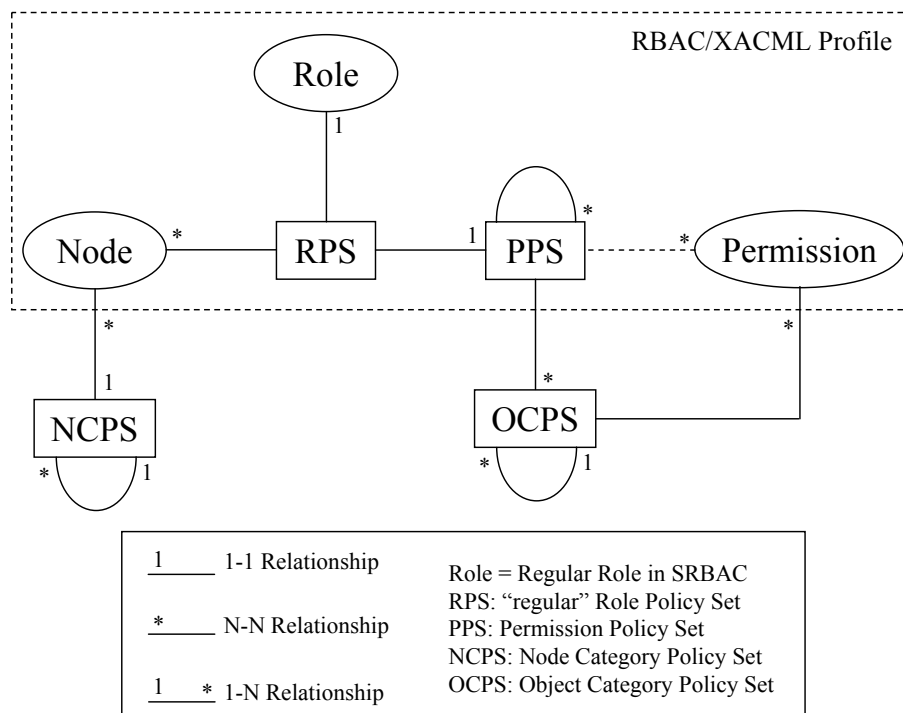 RBAC/XACML Profile
Role
1
Node
*
RPS
1
PPS
*
*
Permission
*
1
*
*
NCPS
*
1
OCPS
*
1
1 1-1 Relationship
* N-N Relationship
1 * 1-N Relationship
Role = Regular Role in SRBAC
RPS: “regular” Role Policy Set
PPS: Permission Policy Set
NCPS: Node Category Policy Set
OCPS: Object Category Policy Set